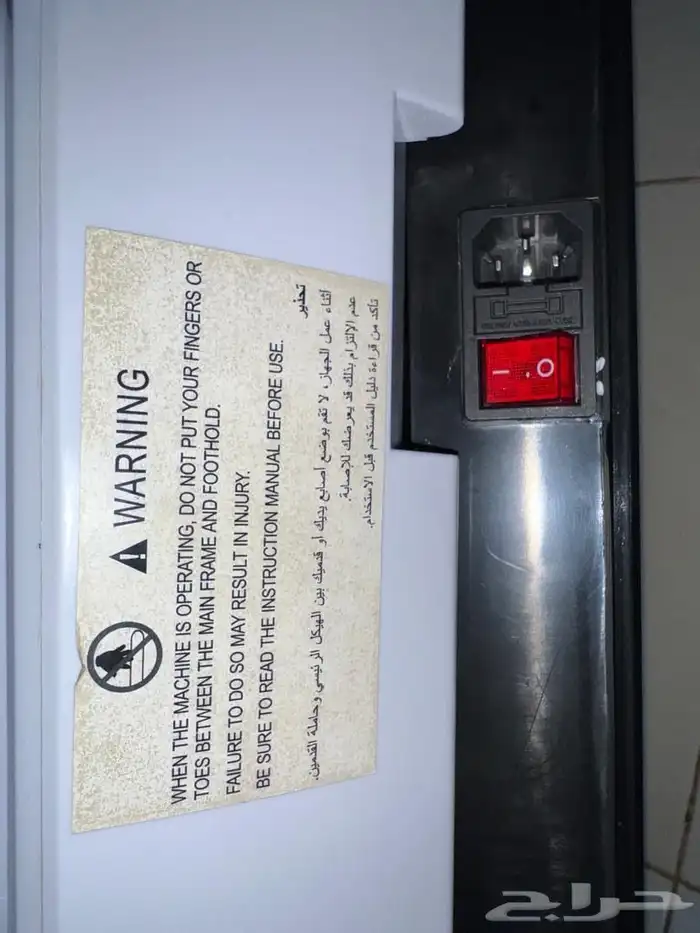 WARNING
WHEN THE MACHINE IS OPERATING, DO NOT PUT YOUR FINGERS OR
TOES BETWEEN THE MAIN FRAME AND FOOTHOLD.
FAILURE TO DO SO MAY RESULT IN INJURY.
BE SURE TO READ THE INSTRUCTION MANUAL BEFORE USE.
تحذير
أثناء عمل الجهاز، لا تقم بوضع أصابع يديك أو قدميك بين الهيكل الرئيسي وحاملة القدمين.
عدم الالتزام بذلك قد يعرضك للإصابة.
تأكد من قراءة دليل المستخدم قبل الاستخدام.
حراج